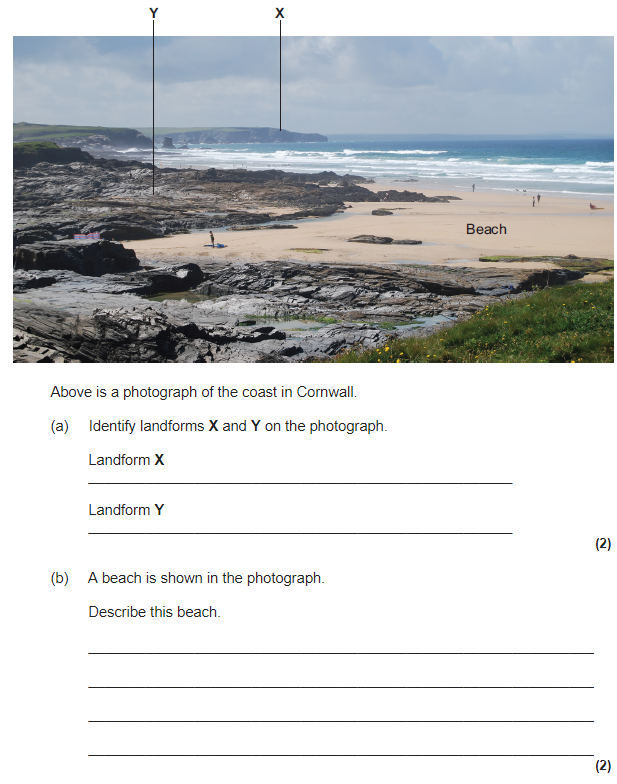 Y X
Beach
Above is a photograph of the coast in Cornwall.
(a) Identify landforms X and Y on the photograph.
Landform X
Landform Y
(2)
(b) A beach is shown in the photograph.
Describe this beach.
(2)